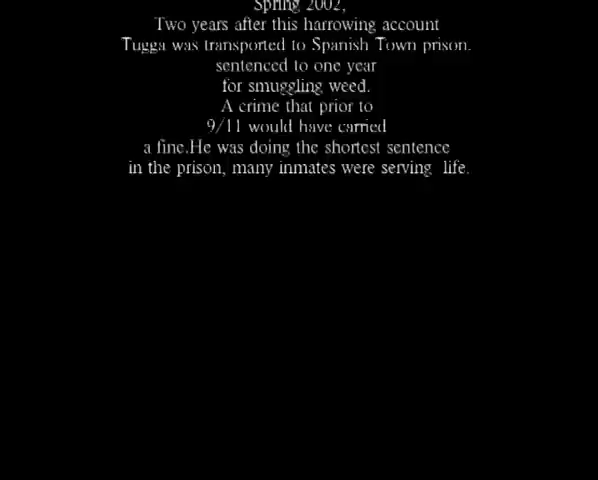 Spring 2002,
Two years after this harrowing account
Tugga was transported to Spanish Town prison.
sentenced to one year
for smuggling weed.
A crime that prior to
9/11 would have carried
a fine.He was doing the shortest sentence
in the prison, many inmates were serving life.